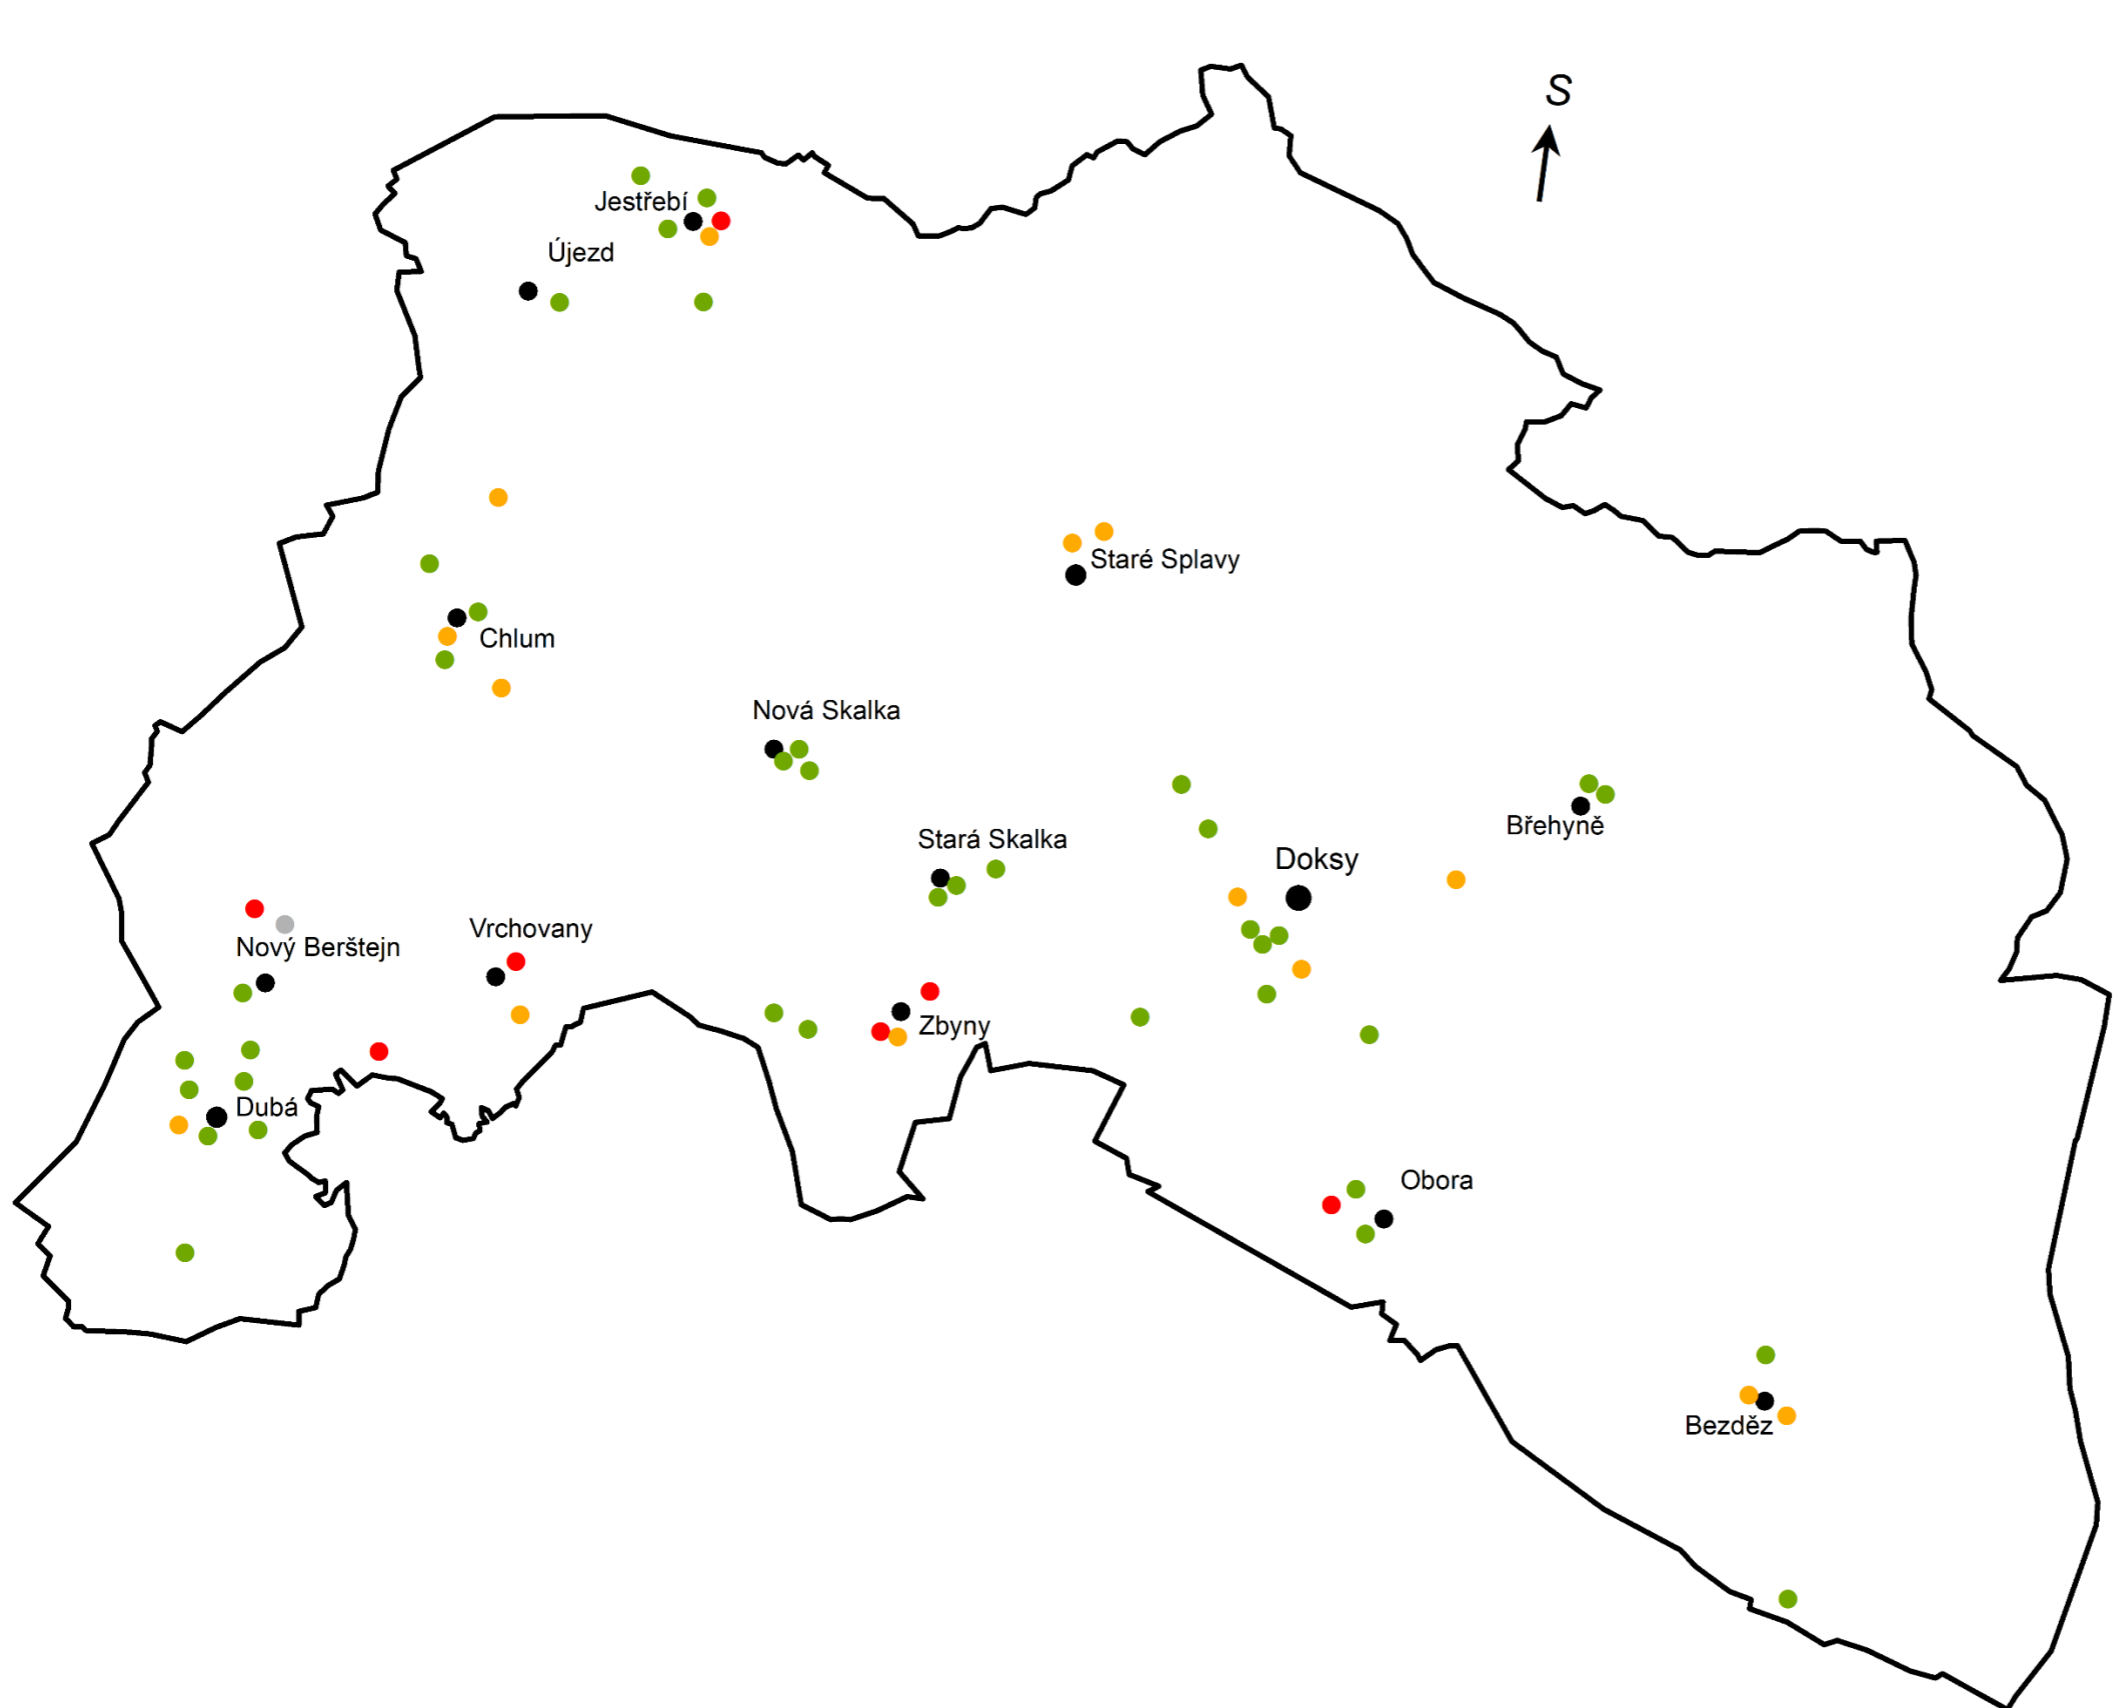 S
Jestřebí
Újezd
Staré Splavy
Chlum
Nová Skalka
Břehyně
Stará Skalka
Doksy
Vrchovany
Nový Berštejn
Zbyny
Dubá
Obora
Bezděz